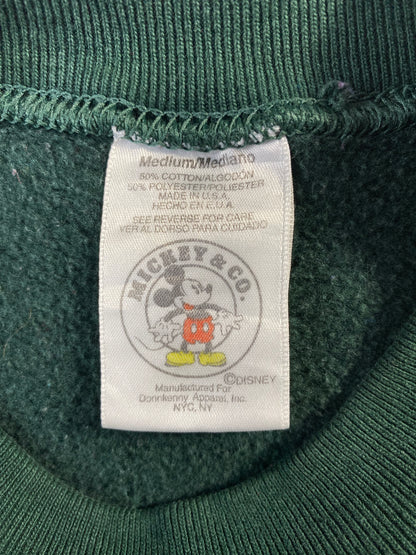 Medium/Mediano
50% COTTON/ALGODÓN
50% POLYESTER/POLIESTER
MADE IN U.S.A.
HECHO EN E.U.A.
SEE REVERSE FOR CARE
VER AL DORSO PARA CUIDADO
MICKEY & CO.
©DISNEY
Manufactured For
Donnkenny Apparel, Inc.
NYC, NY